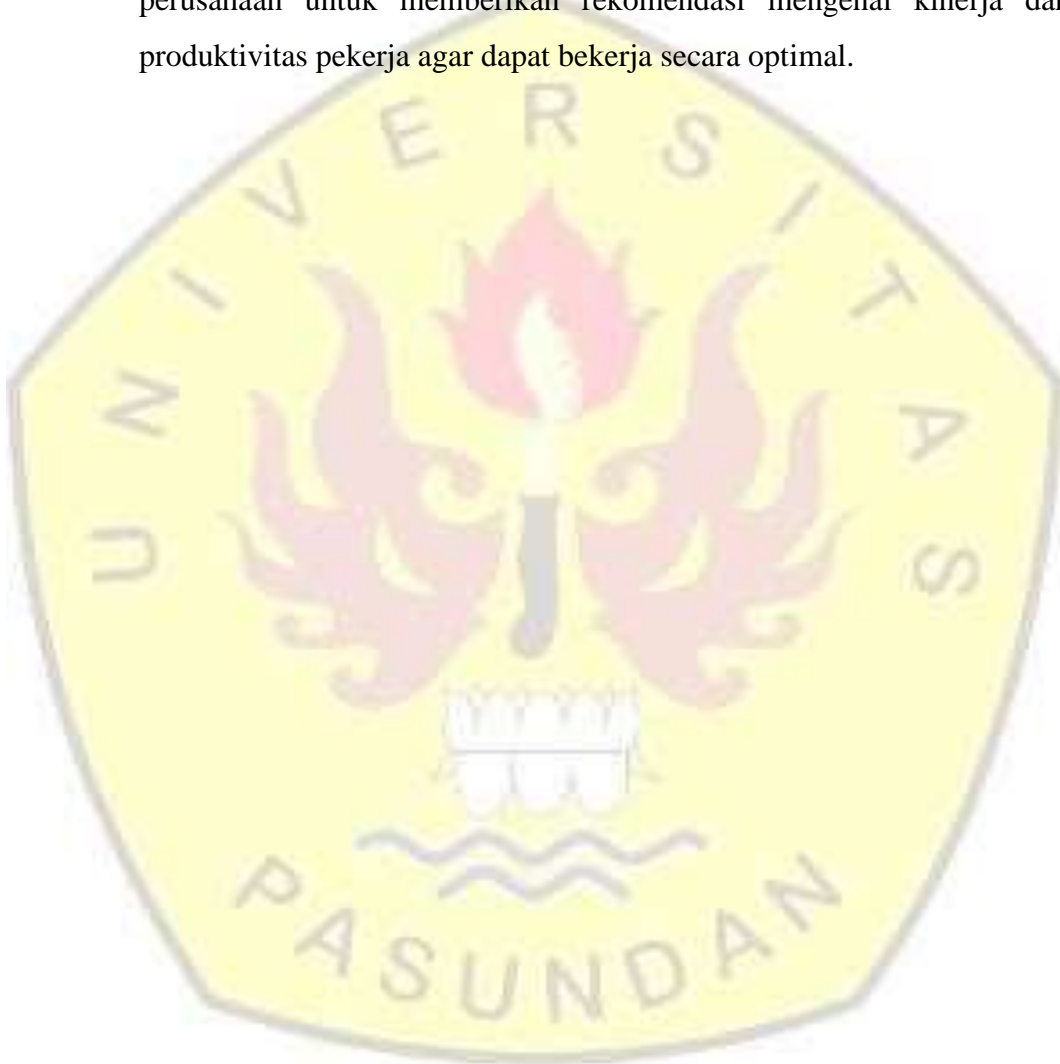 perusahaan untuk memberikan rekomendasi mengenai kinerja dan
produktivitas pekerja agar dapat bekerja secara optimal.
UNIVERSITAS
PASUNDAN